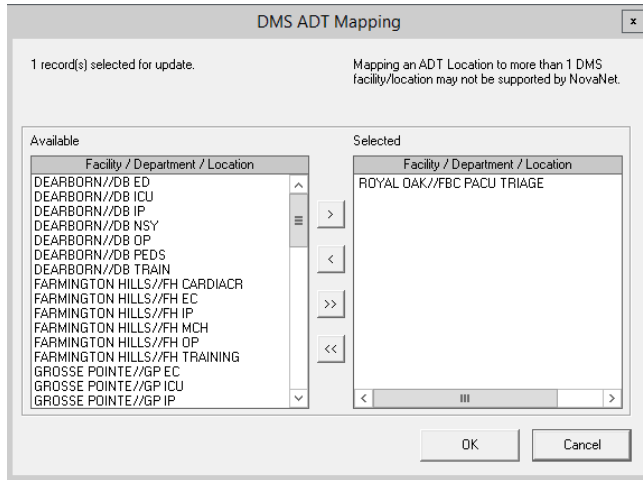 DMS ADT Mapping
x
1 record(s) selected for update.
Mapping an ADT Location to more than 1 DMS
facility/location may not be supported by NovaNet.
Available
Facility / Department / Location
DEARBORN//DB ED
DEARBORN//DB ICU
DEARBORN//DB IP
DEARBORN//DB NSY
DEARBORN//DB OP
DEARBORN//DB PEDS
DEARBORN//DB TRAIN
FARMINGTON HILLS//FH CARDIACR
FARMINGTON HILLS//FH EC
FARMINGTON HILLS//FH IP
FARMINGTON HILLS//FH MCH
FARMINGTON HILLS//FH OP
FARMINGTON HILLS//FH TRAINING
GROSSE POINTE//GP EC
GROSSE POINTE//GP ICU
GROSSE POINTE//GP IP
>
<
>>
<<
Selected
Facility / Department / Location
ROYAL OAK//FBC PACU TRIAGE
OK
Cancel